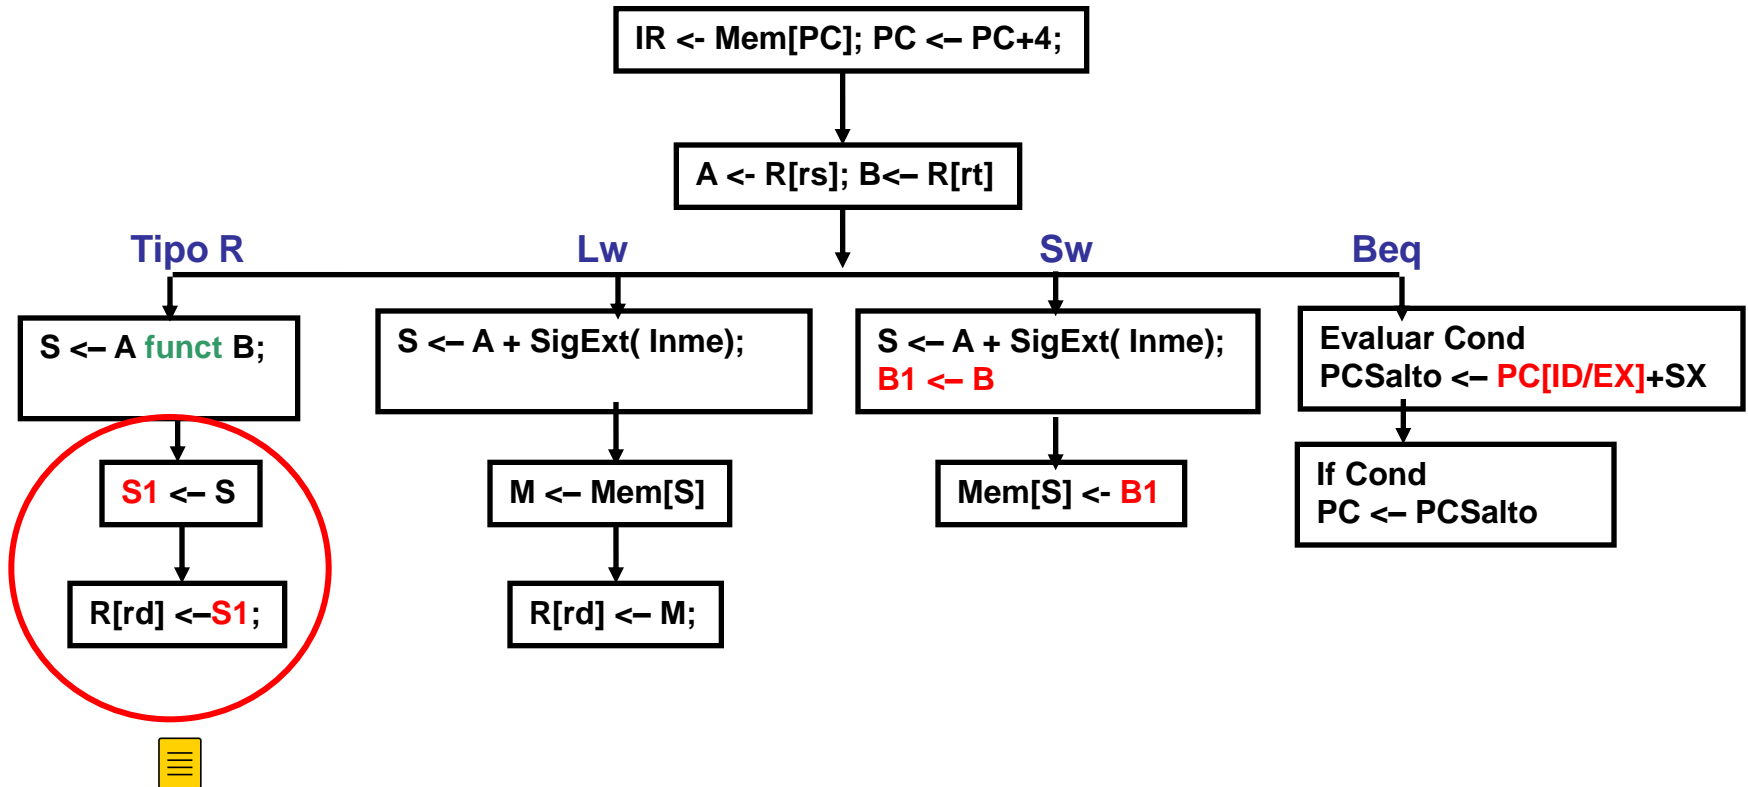 IR <- Mem[PC]; PC <– PC+4;
A <- R[rs]; B<– R[rt]
Tipo R
Lw
Sw
Beq
S <– A funct B;
S <– A + SigExt( Inme);
S <– A + SigExt( Inme);
B1 <– B
Evaluar Cond
PCSalto <– PC[ID/EX]+SX
S1 <– S
M <– Mem[S]
Mem[S] <- B1
If Cond
PC <– PCSalto
R[rd] <–S1;
R[rd] <– M;